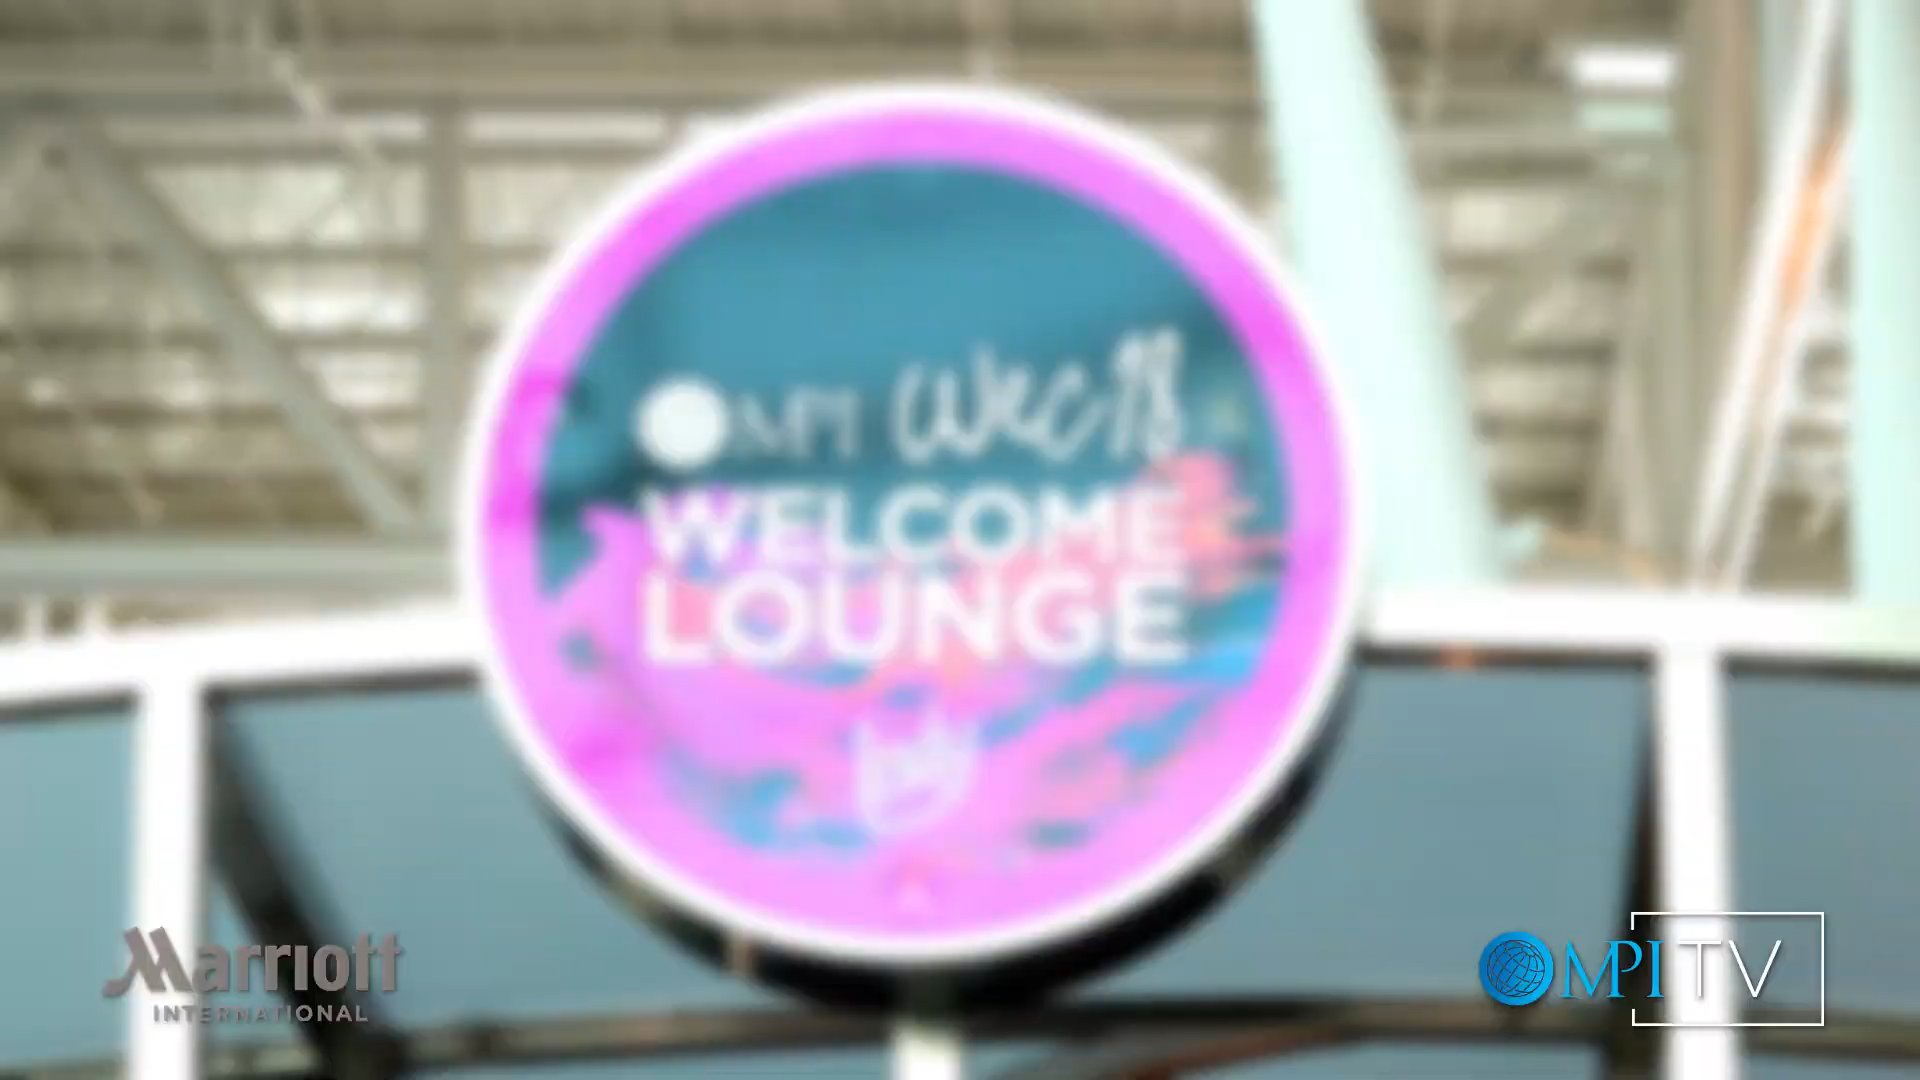 MPI WEC18
WELCOME
LOUNGE
Marriott
INTERNATIONAL
MPI TV